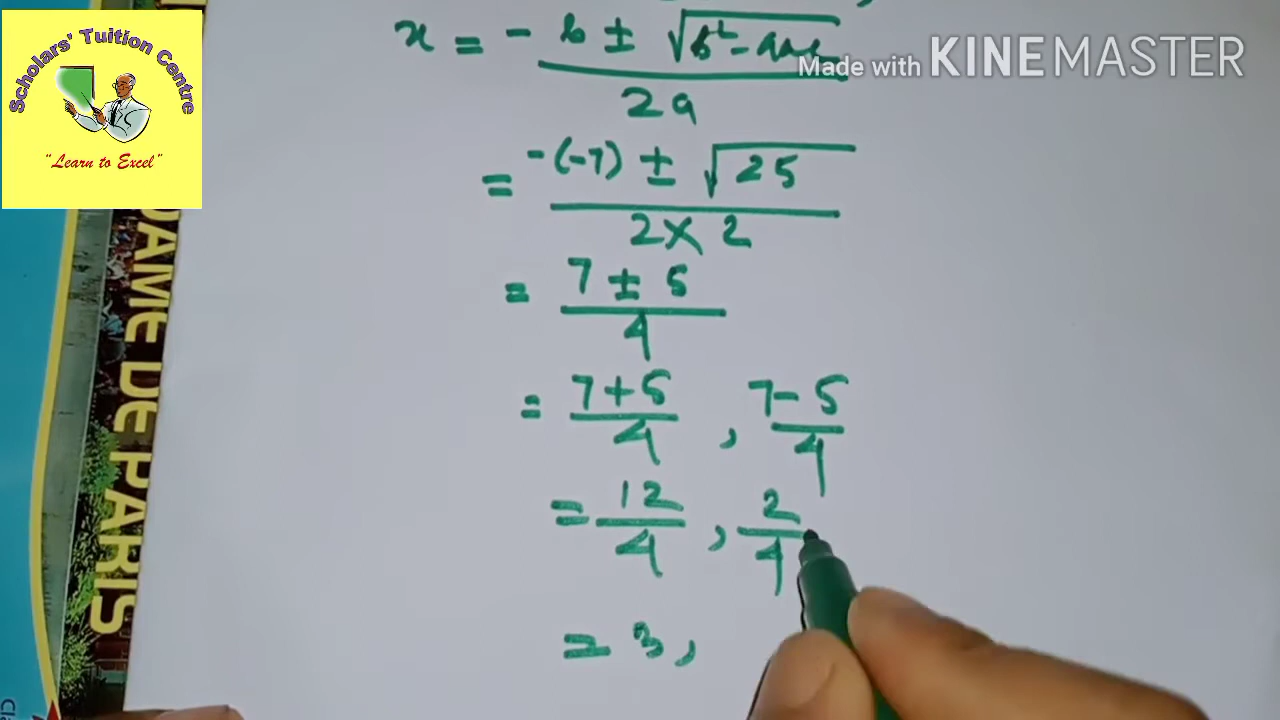 Scholars' Tuition Centre
"Learn to Excel"
Made with KINEMASTER
x = -b ± √b²-4ac
2a
= -(-7) ± √25
2×2
= 7 ± 5
4
= 7+5 , 7-5
4 4
= 12 , 2
4 4
= 3,
DAME DE PARIS